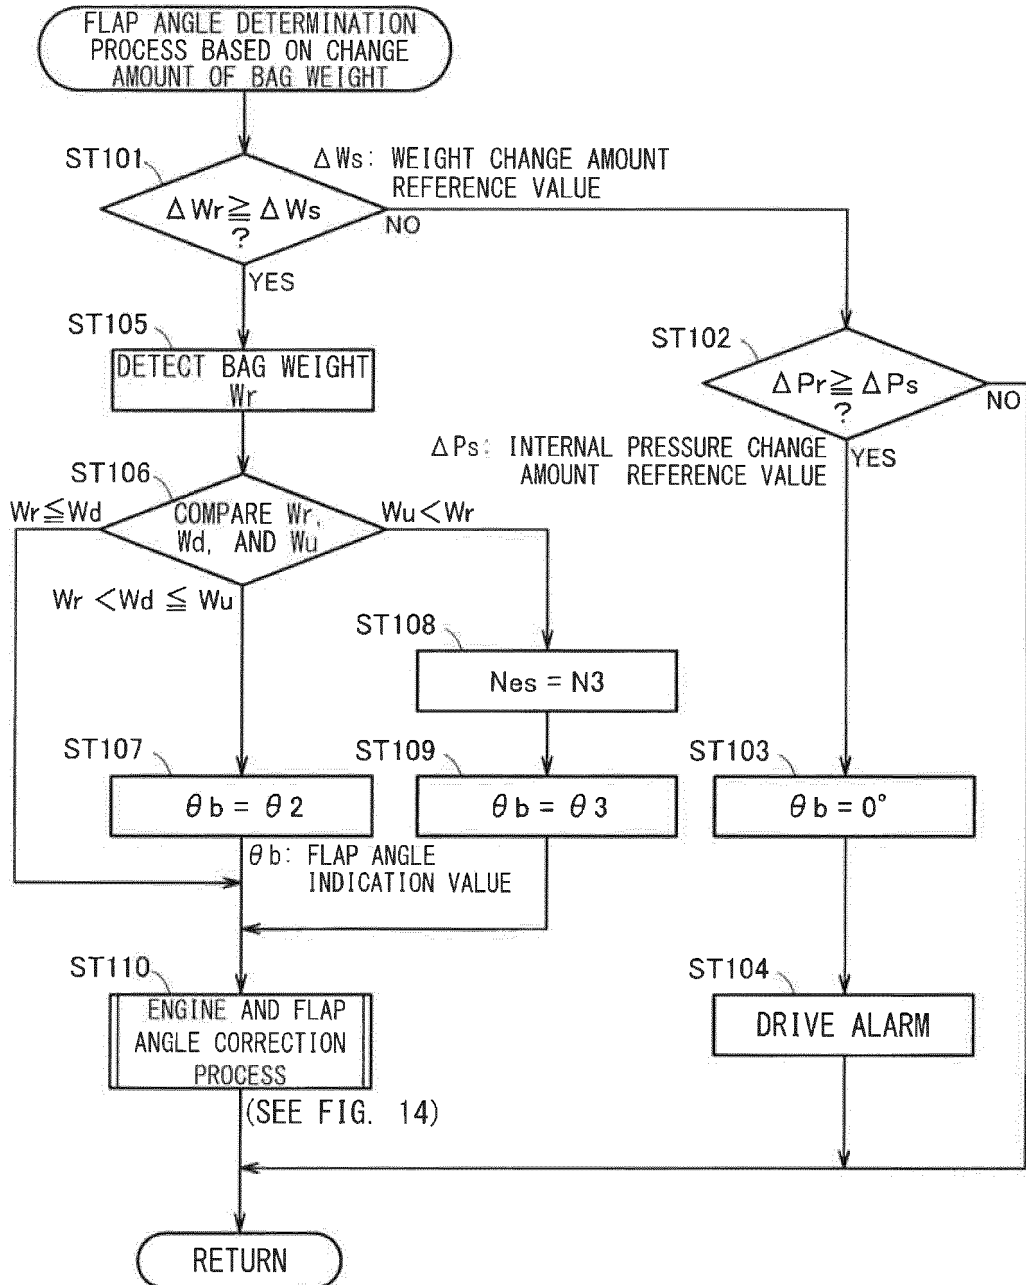 FLAP ANGLE DETERMINATION
PROCESS BASED ON CHANGE
AMOUNT OF BAG WEIGHT
ST101
ΔWs: WEIGHT CHANGE AMOUNT
REFERENCE VALUE
ΔWr≧ΔWs
?
NO
YES
ST105
DETECT BAG WEIGHT
Wr
ST102
ΔPr≧ΔPs
?
NO
YES
ΔPs: INTERNAL PRESSURE CHANGE
AMOUNT REFERENCE VALUE
ST106
Wr≦Wd
COMPARE Wr,
Wd, AND Wu
Wu<Wr
Wr <Wd ≦ Wu
ST108
Nes = N3
ST107
θb = θ2
ST109
θb = θ3
ST103
θb = 0°
θb: FLAP ANGLE
INDICATION VALUE
ST110
ENGINE AND FLAP
ANGLE CORRECTION
PROCESS
(SEE FIG. 14)
ST104
DRIVE ALARM
RETURN